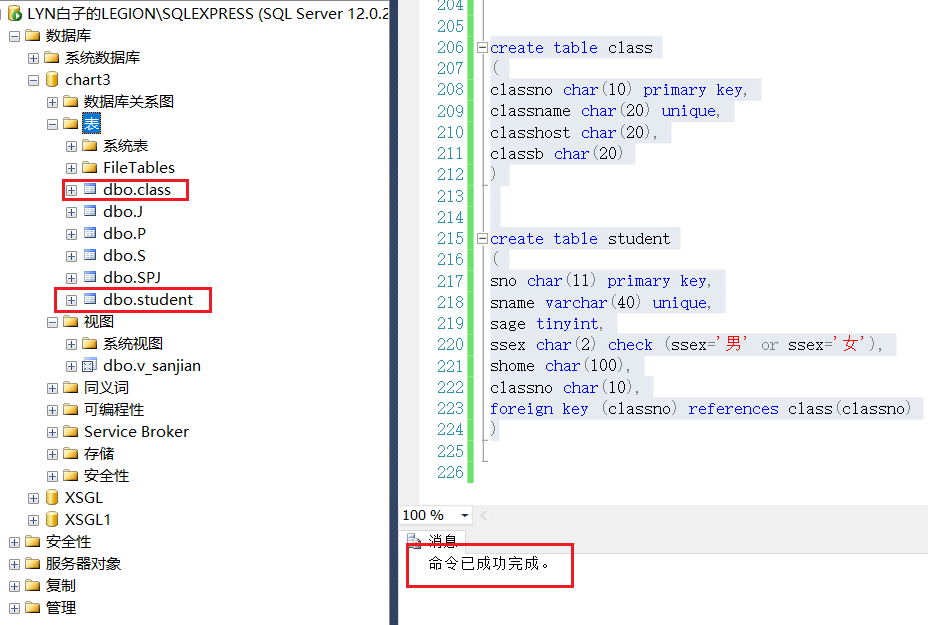 LYN白子的LEGION\SQLEXPRESS (SQL Server 12.0.2
数据库
系统数据库
chart3
数据库关系图
表
系统表
FileTables
dbo.class
dbo.J
dbo.P
dbo.S
dbo.SPJ
dbo.student
视图
系统视图
dbo.v_sanjian
同义词
可编程性
Service Broker
存储
安全性
XSGL
XSGL1
安全性
服务器对象
复制
管理
204
205
206 create table class
207 (
208 classno char(10) primary key,
209 classname char(20) unique,
210 classhost char(20),
211 classb char(20)
212 )
213
214
215 create table student
216 (
217 sno char(11) primary key,
218 sname varchar(40) unique,
219 sage tinyint,
220 ssex char(2) check (ssex='男' or ssex='女'),
221 shome char(100),
222 classno char(10),
223 foreign key (classno) references class(classno)
224 )
225
226
100 %
消息
命令已成功完成。